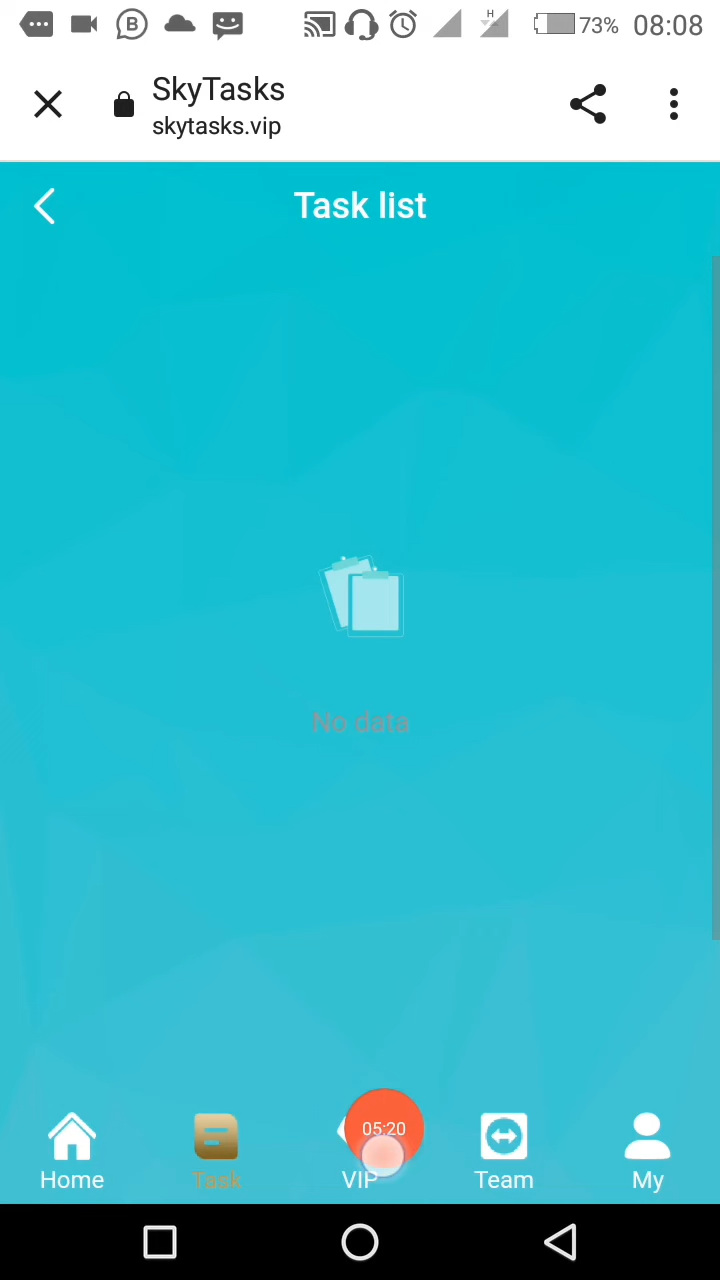 H
73% 08:08
SkyTasks
skytasks.vip
Task list
No data
05:20
Home
Task
VIP
Team
My